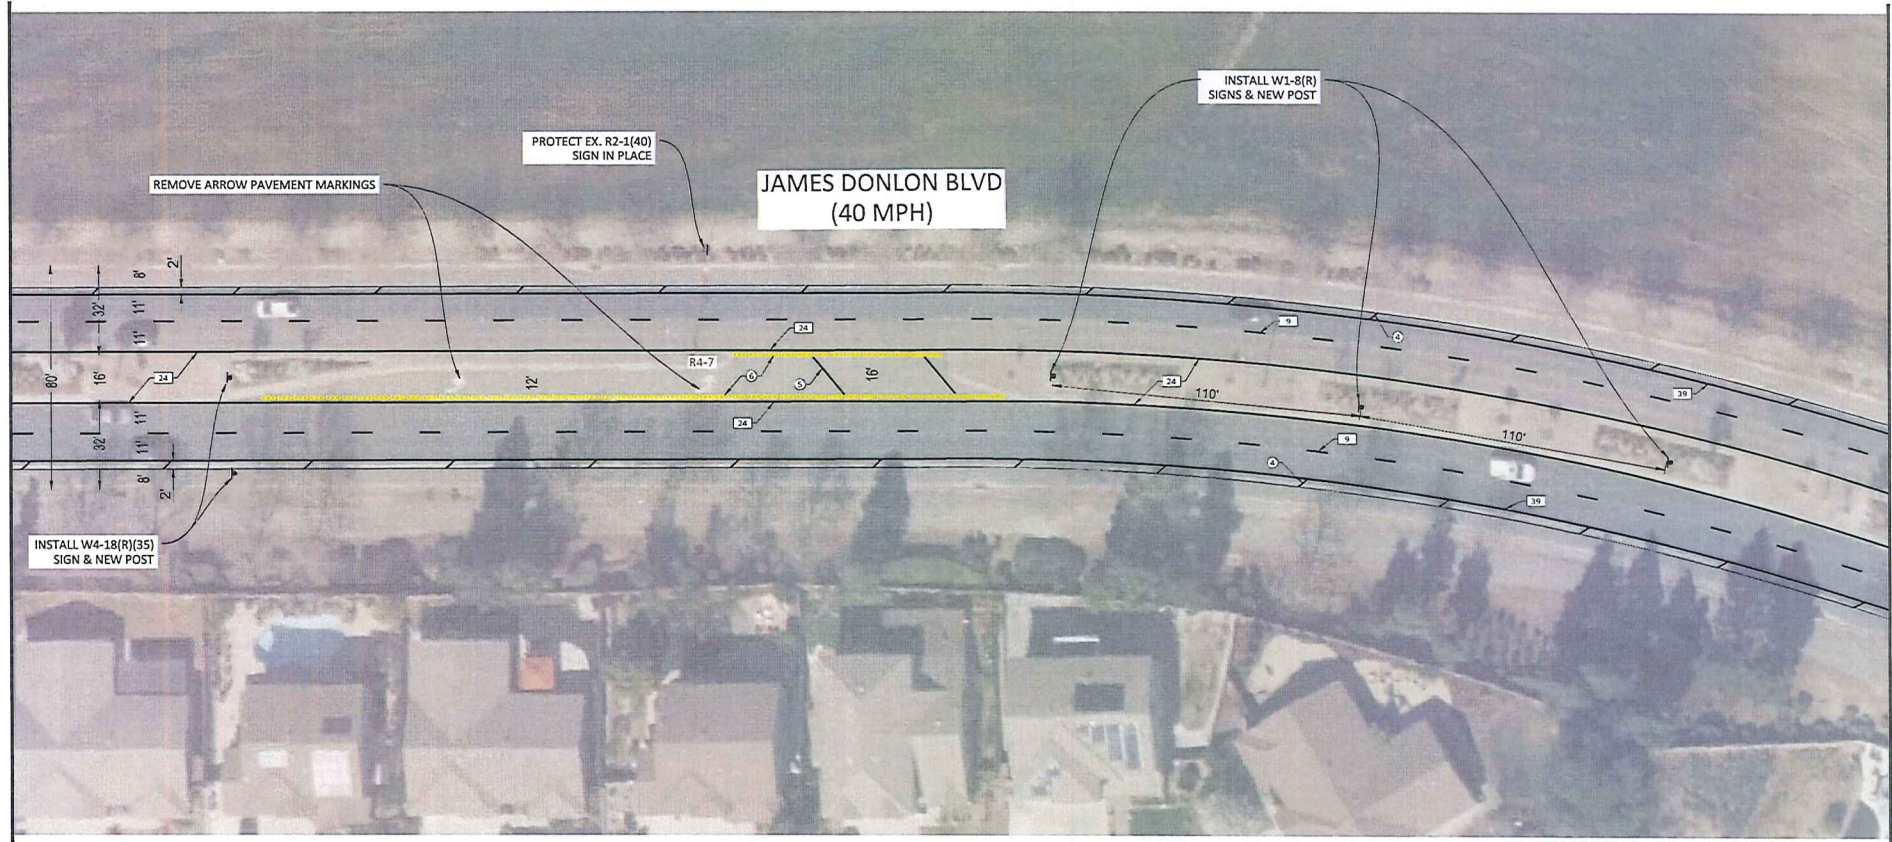 INSTALL W1-8(R)
SIGNS & NEW POST
PROTECT EX. R2-1(40)
SIGN IN PLACE
REMOVE ARROW PAVEMENT MARKINGS
JAMES DONLON BLVD
(40 MPH)
2'
8'
32'
11'
11'
80'
16'
24
12'
R4-7
24
6
5
16'
24
110'
110'
9
4
39
24
9
4
39
32'
11'
11'
8'
2'
INSTALL W4-18(R)(35)
SIGN & NEW POST